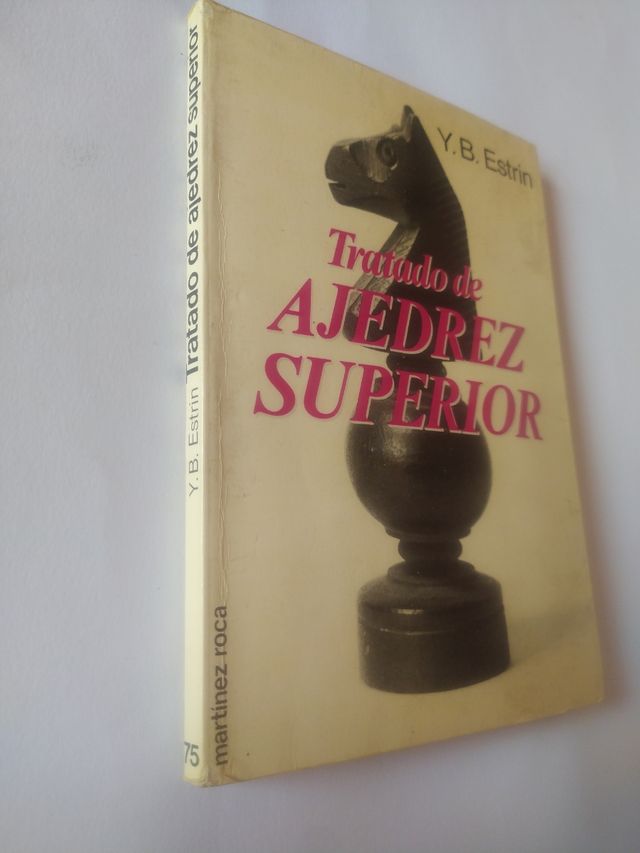 Y.B. Estrin
Tratado de
AJEDREZ
SUPERIOR
Y.B. Estrin Tratado de ajedrez superior
martínez roca
75